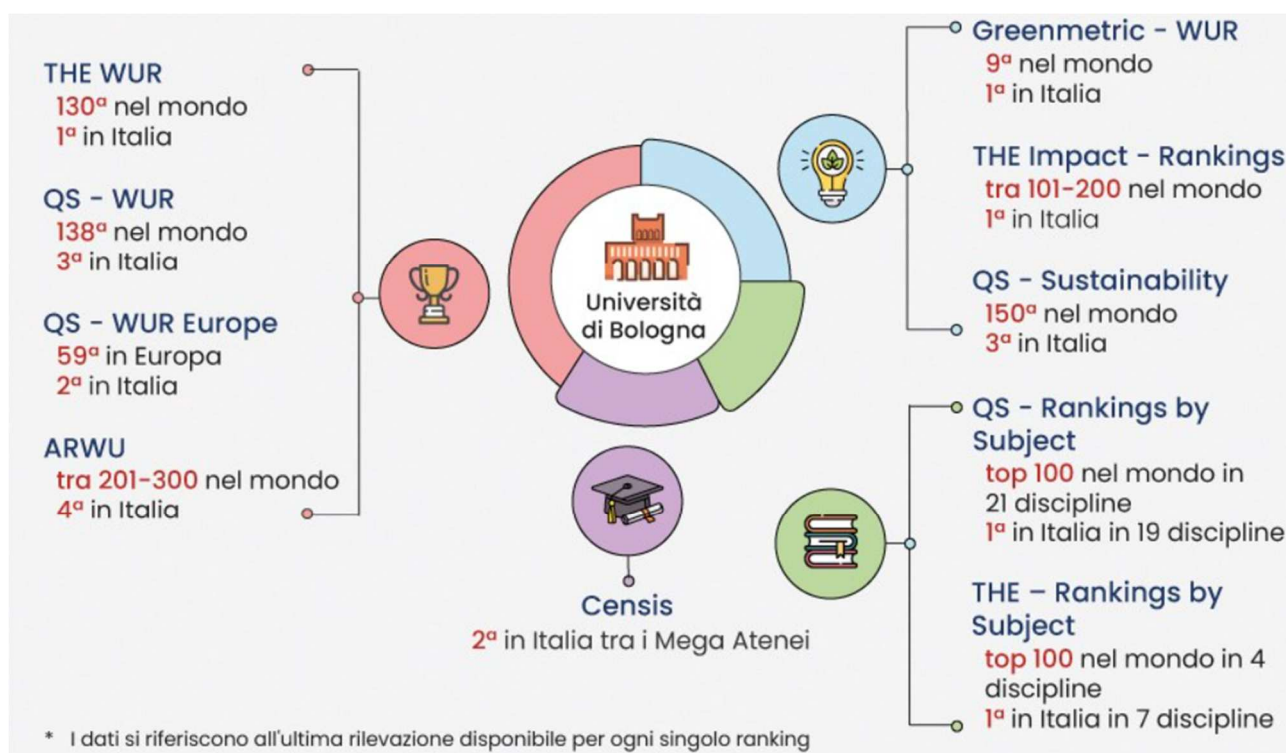 THE WUR
130ª nel mondo
1ª in Italia
QS - WUR
138ª nel mondo
3ª in Italia
QS - WUR Europe
59ª in Europa
2ª in Italia
ARWU
tra 201-300 nel mondo
4ª in Italia
Università
di Bologna
Censis
2ª in Italia tra i Mega Atenei
Greenmetric - WUR
9ª nel mondo
1ª in Italia
THE Impact - Rankings
tra 101-200 nel mondo
1ª in Italia
QS - Sustainability
150ª nel mondo
3ª in Italia
QS - Rankings by
Subject
top 100 nel mondo in
21 discipline
1ª in Italia in 19 discipline
THE – Rankings by
Subject
top 100 nel mondo in 4
discipline
1ª in Italia in 7 discipline
* I dati si riferiscono all'ultima rilevazione disponibile per ogni singolo ranking